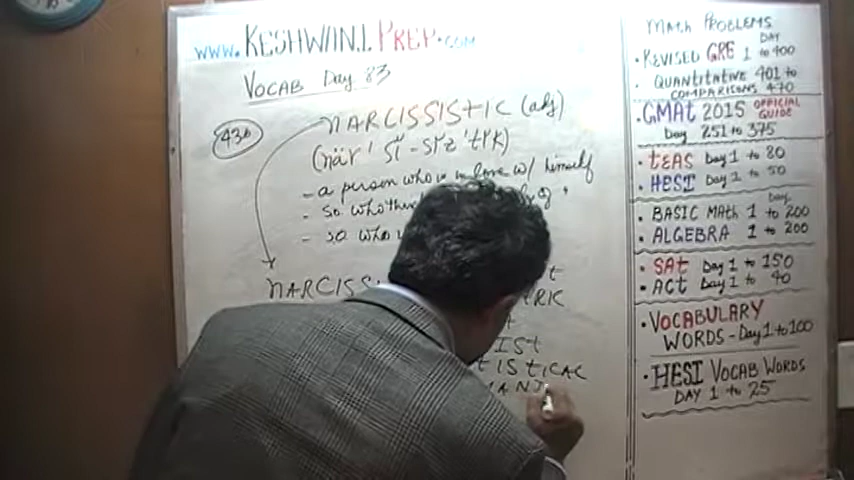 www.KESHWANI PREP.com
VOCAB Day 83
436
NARCISSISTIC (adj)
(när' sĭ - sĭz 'tĭk)
- a person who is in love w/ himself
- so who
- so who
NARCISS
RIC
IST
TISTICAL
MAN
MATH PROBLEMS
DAY
• REVISED GRE 1 to 400
• QUANTITATIVE 401 to
COMPARISONS 470
• GMAT 2015 OFFICIAL GUIDE
Day 251 to 375
• TEAS Day 1 to 80
• HESI Day 1 to 50
Day
• BASIC MATH 1 to 200
• ALGEBRA 1 to 200
• SAT Day 1 to 150
• ACT Day 1 to 40
• VOCABULARY
WORDS - Day 1 to 100
• HESI VOCAB WORDS
DAY 1 to 25